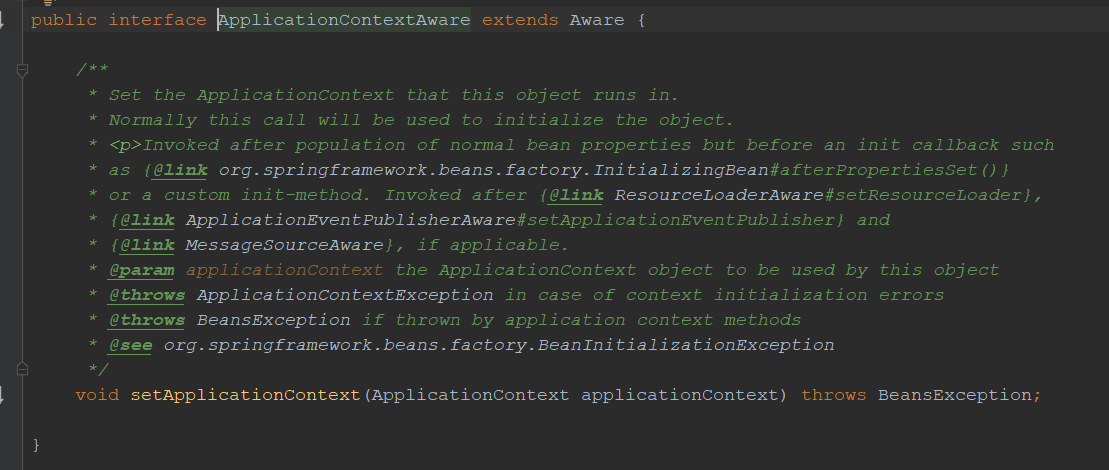 public interface ApplicationContextAware extends Aware {
/**
* Set the ApplicationContext that this object runs in.
* Normally this call will be used to initialize the object.
* <p>Invoked after population of normal bean properties but before an init callback such
* as {@link org.springframework.beans.factory.InitializingBean#afterPropertiesSet()}
* or a custom init-method. Invoked after {@link ResourceLoaderAware#setResourceLoader},
* {@link ApplicationEventPublisherAware#setApplicationEventPublisher} and
* {@link MessageSourceAware}, if applicable.
* @param applicationContext the ApplicationContext object to be used by this object
* @throws ApplicationContextException in case of context initialization errors
* @throws BeansException if thrown by application context methods
* @see org.springframework.beans.factory.BeanInitializationException
*/
void setApplicationContext(ApplicationContext applicationContext) throws BeansException;
}